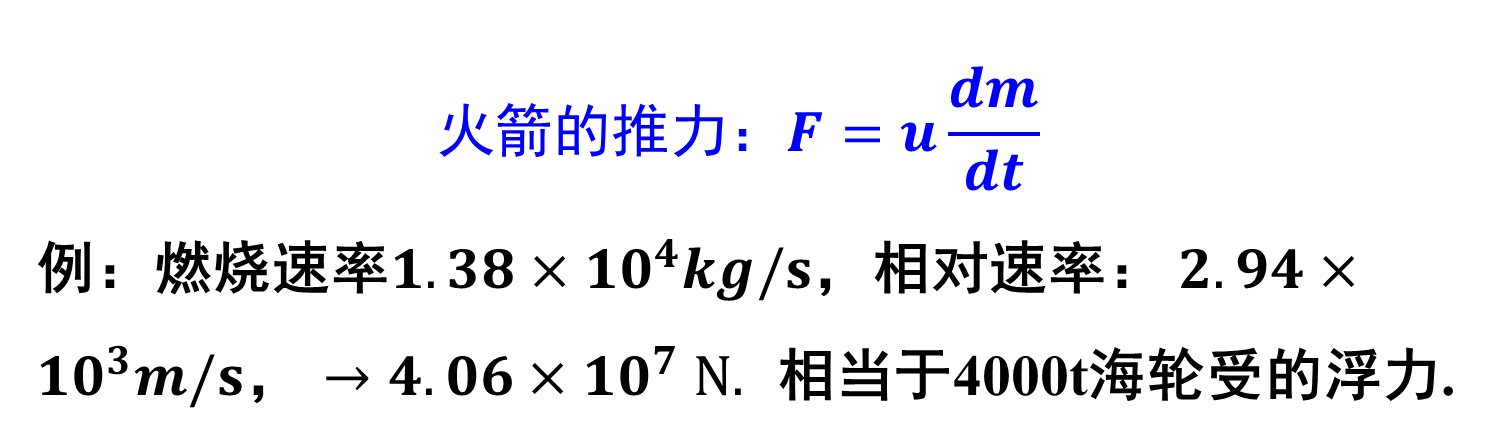 火箭的推力：F = u dm/dt
例：燃烧速率1.38 × 10⁴kg/s，相对速率： 2.94 ×
10³m/s， → 4.06 × 10⁷ N. 相当于4000t海轮受的浮力.